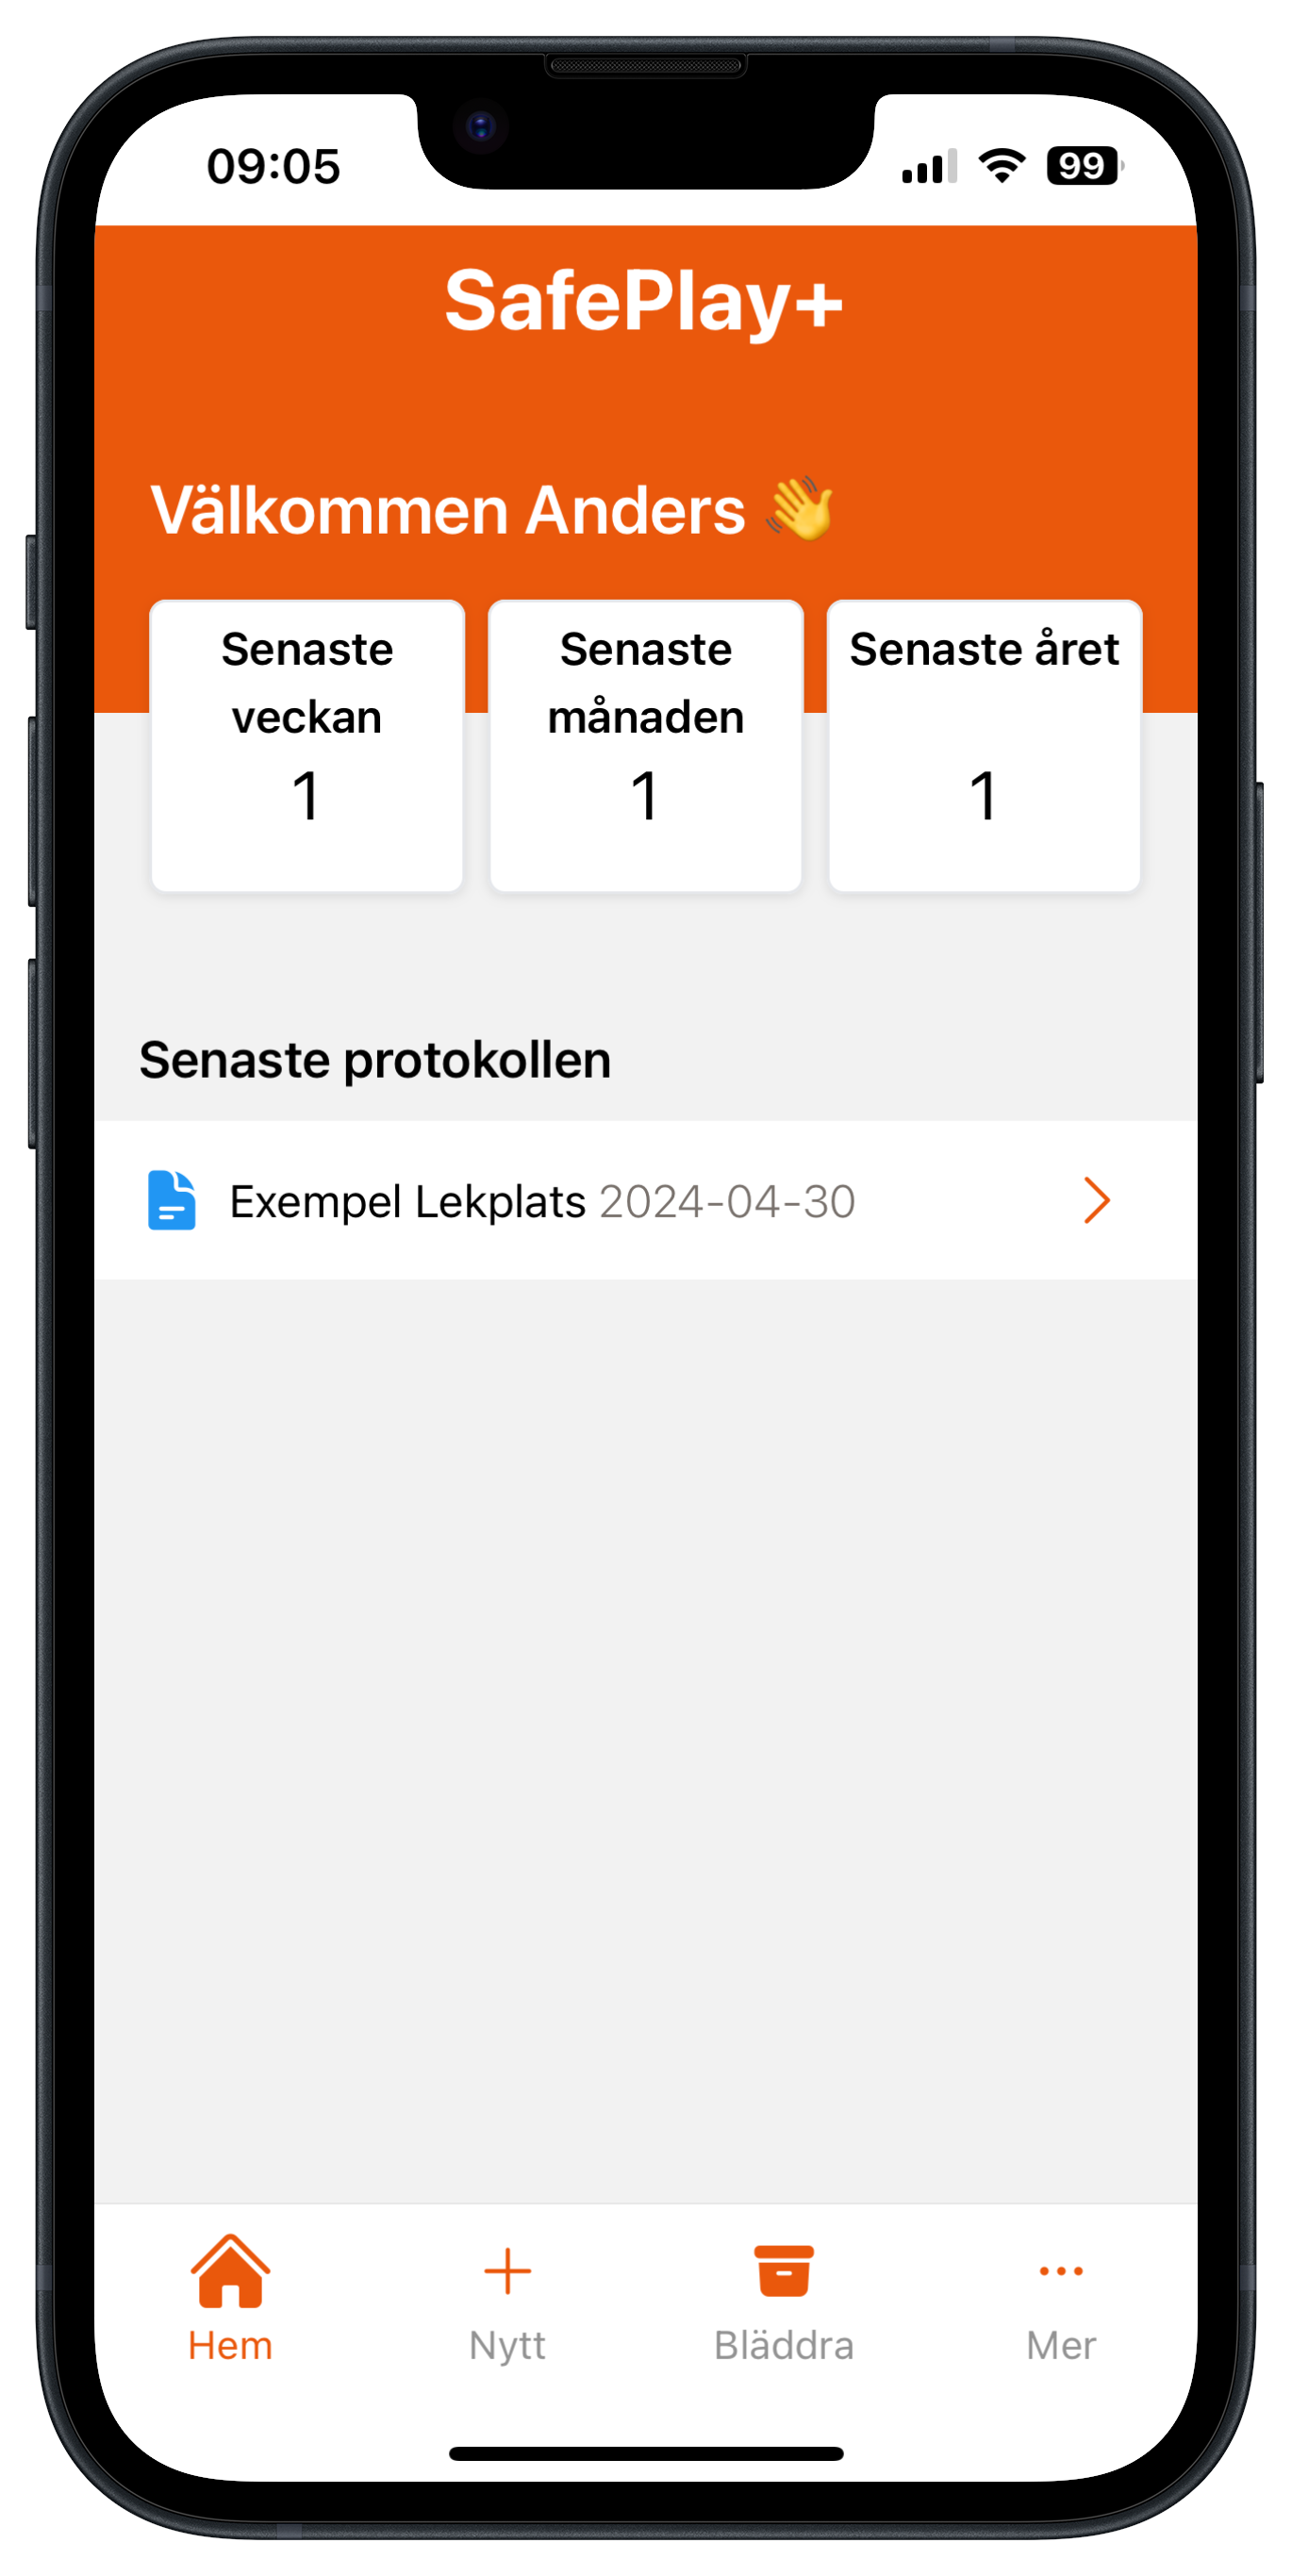 09:05
99
SafePlay+
Välkommen Anders 👋
Senaste
veckan
1
Senaste
månaden
1
Senaste året
1
Senaste protokollen
Exempel Lekplats 2024-04-30
Hem
Nytt
Bläddra
Mer